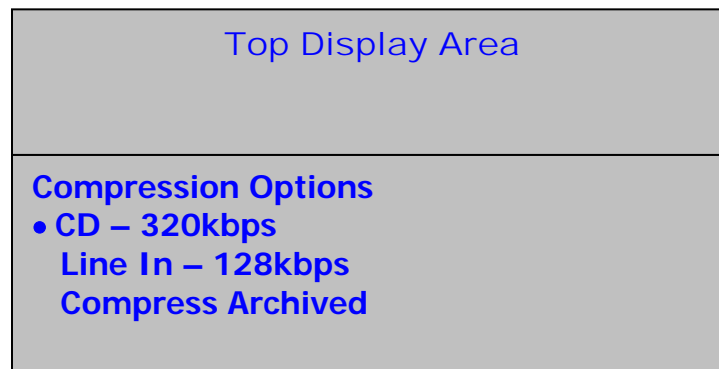 Top Display Area
Compression Options
• CD – 320kbps
Line In – 128kbps
Compress Archived